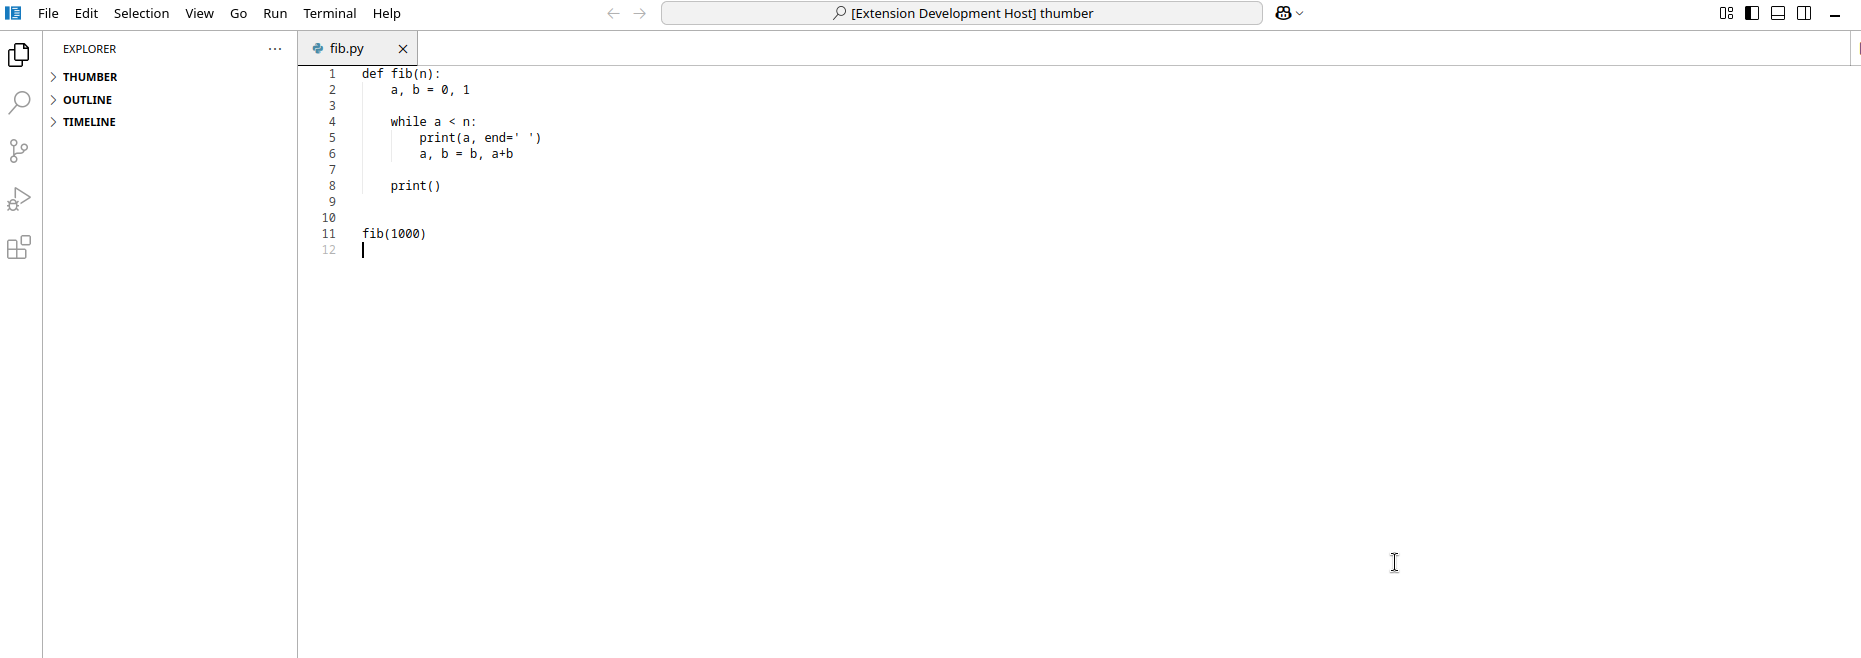 File Edit Selection View Go Run Terminal Help
[Extension Development Host] thumber
EXPLORER
THUMBER
OUTLINE
TIMELINE
fib.py
1 def fib(n):
2     a, b = 0, 1
3
4     while a < n:
5         print(a, end=' ')
6         a, b = b, a+b
7
8     print()
9
10
11 fib(1000)
12